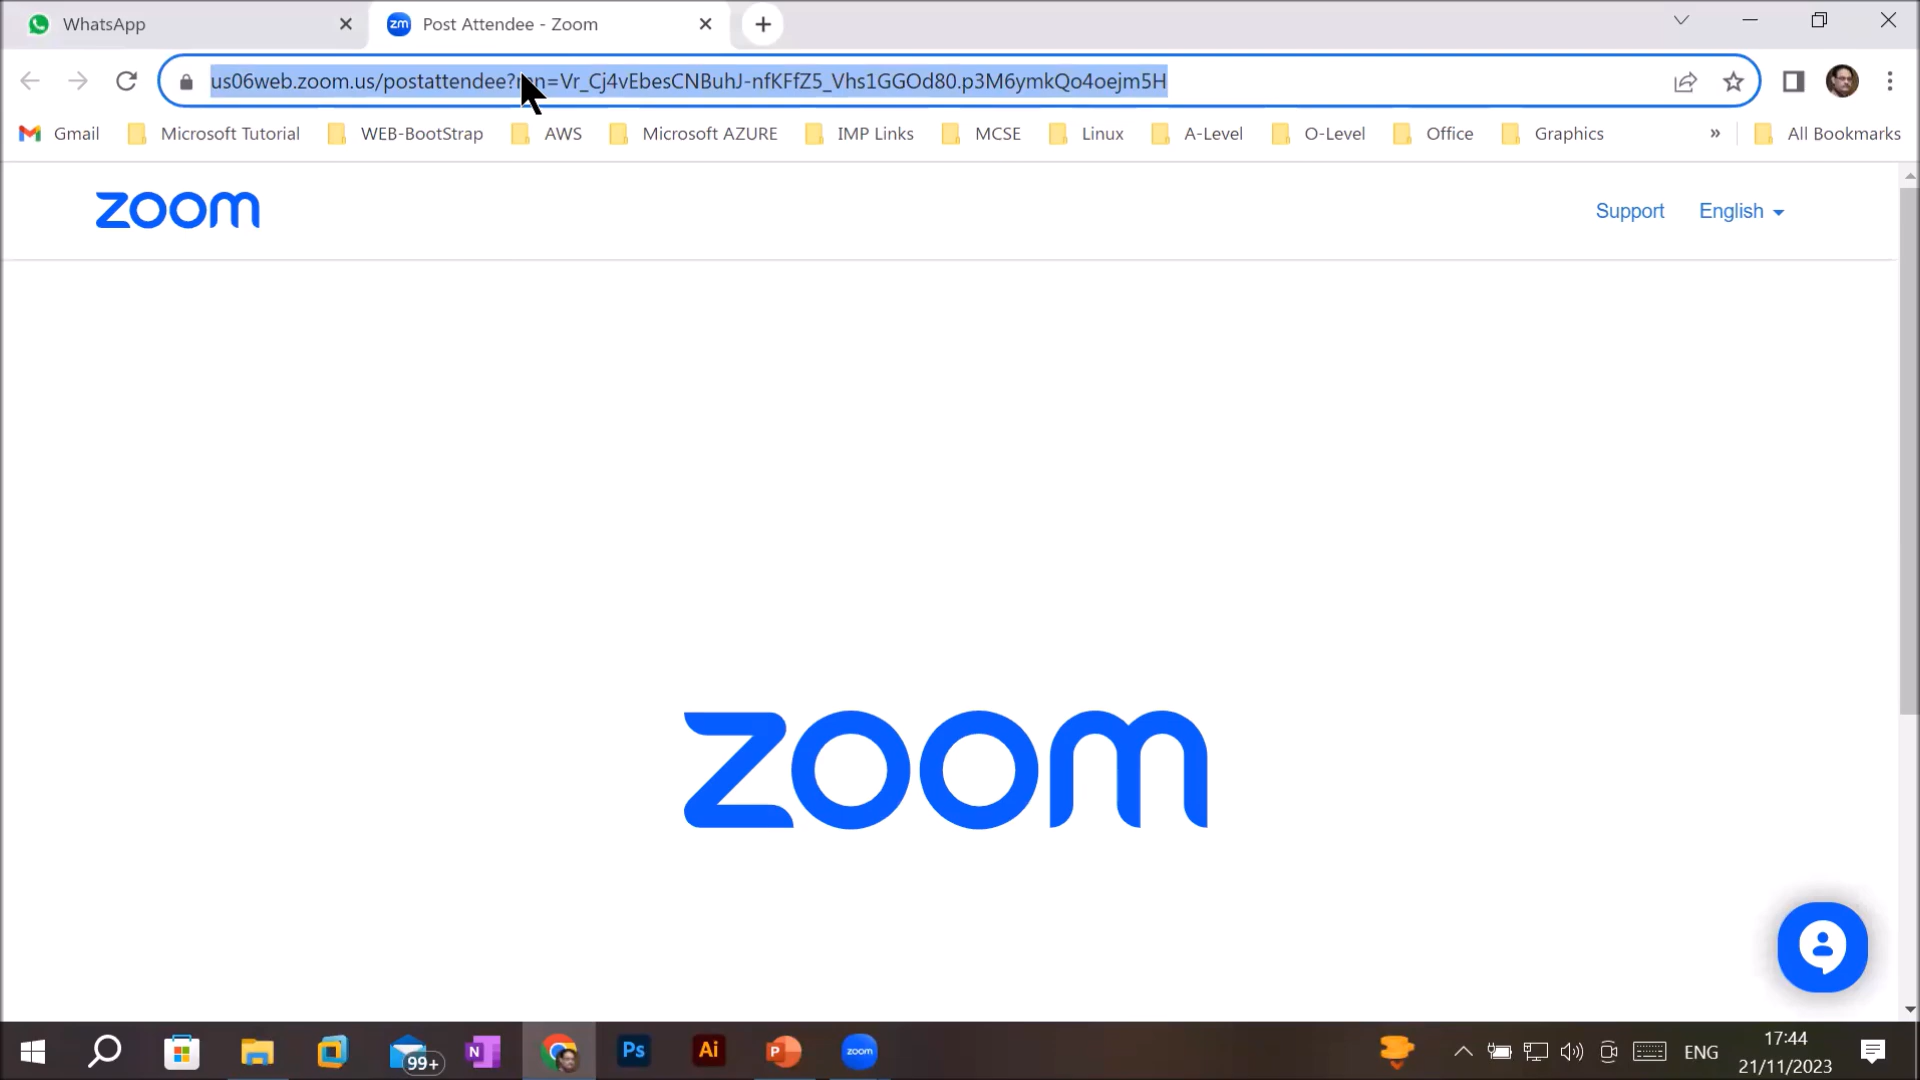 WhatsApp
zm Post Attendee - Zoom
us06web.zoom.us/postattendee?mn=Vr_Cj4vEbesCNBuhJ-nfKFfZ5_Vhs1GGOd80.p3M6ymkQo4oejm5H
Gmail Microsoft Tutorial WEB-BootStrap AWS Microsoft AZURE IMP Links MCSE Linux A-Level O-Level Office Graphics » All Bookmarks
zoom Support English
zoom
99+ N Ps Ai P zoom ENG 17:44
21/11/2023